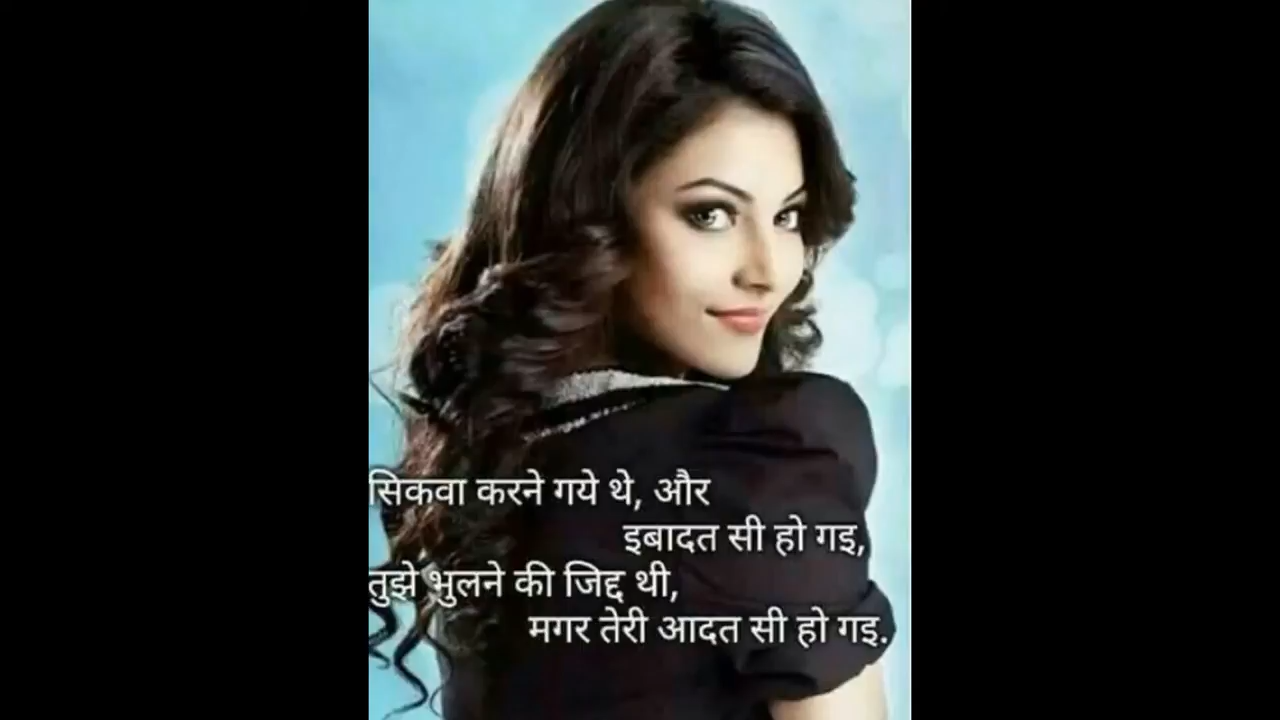 सिकवा करने गये थे, और
इबादत सी हो गइ,
तुझे भुलने की जिद्द थी,
मगर तेरी आदत सी हो गइ.